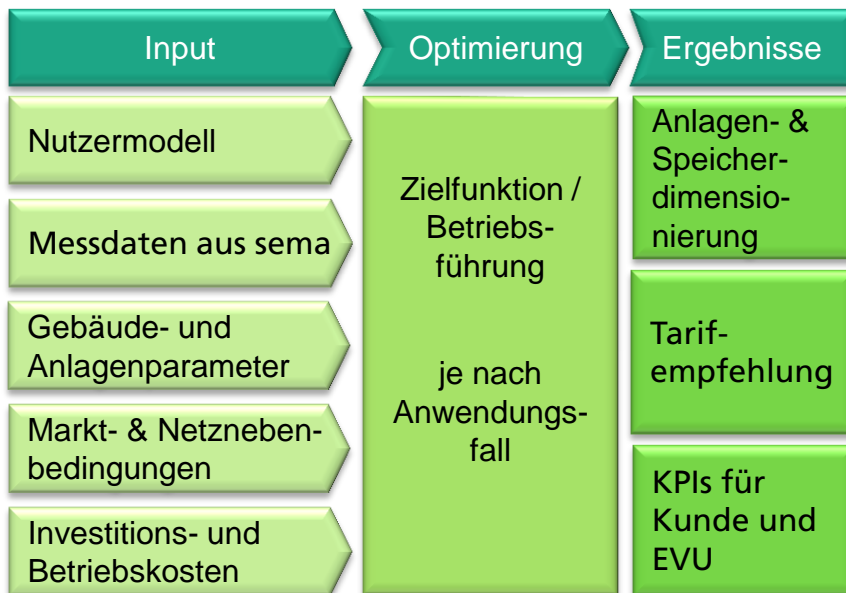 Input
Optimierung
Ergebnisse
Nutzermodell
Messdaten aus sema
Gebäude- und
Anlagenparameter
Markt- & Netzneben-
bedingungen
Investitions- und
Betriebskosten
Zielfunktion /
Betriebs-
führung
je nach
Anwendungs-
fall
Anlagen- &
Speicher-
dimensio-
nierung
Tarif-
empfehlung
KPIs für
Kunde und
EVU